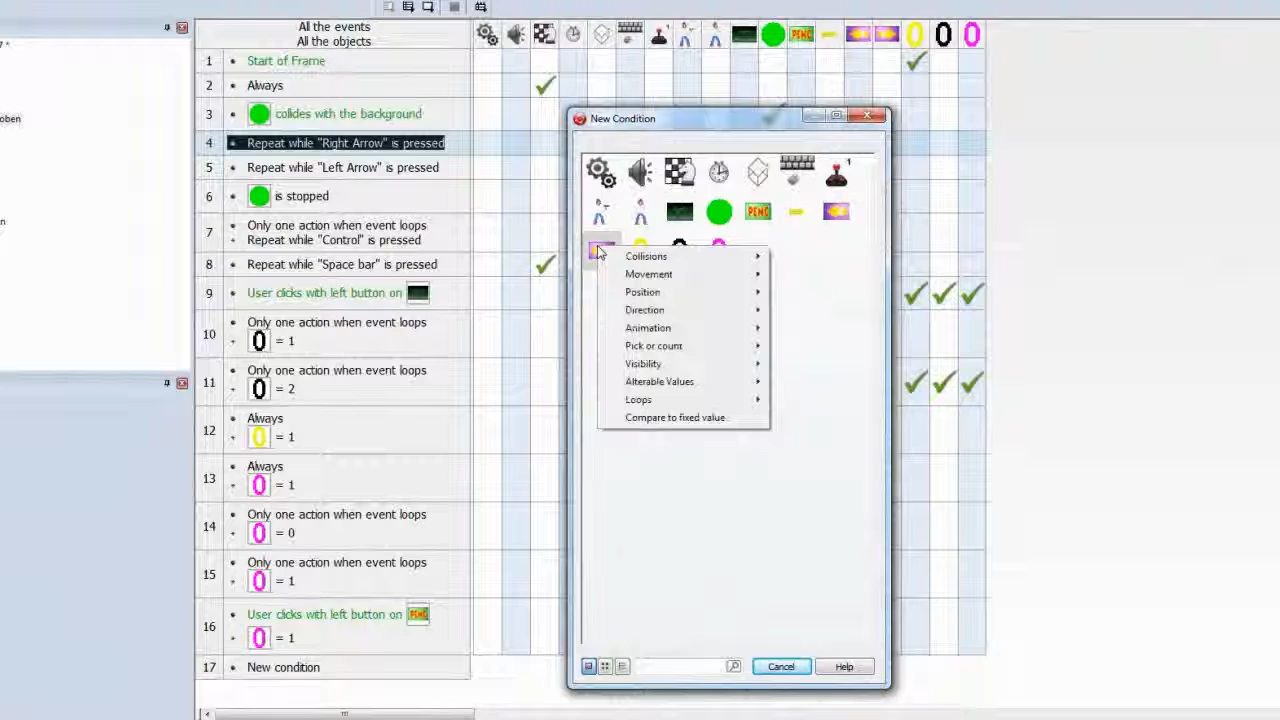 All the events
All the objects
7 *
oben
n
1 • Start of Frame
2 • Always
3 • collides with the background
4 • Repeat while "Right Arrow" is pressed
5 • Repeat while "Left Arrow" is pressed
6 • 0 is stopped
7 • Only one action when event loops
+ Repeat while "Control" is pressed
8 • Repeat while "Space bar" is pressed
9 • User clicks with left button on
10 • Only one action when event loops
+ 0 = 1
11 • Only one action when event loops
+ 0 = 2
12 • Always
+ 0 = 1
13 • Always
+ 0 = 1
14 • Only one action when event loops
+ 0 = 0
15 • Only one action when event loops
+ 0 = 1
16 • User clicks with left button on
+ 0 = 1
17 • New condition
0 0 0
New Condition
1
Collisions
Movement
Position
Direction
Animation
Pick or count
Visibility
Alterable Values
Loops
Compare to fixed value
Cancel
Help